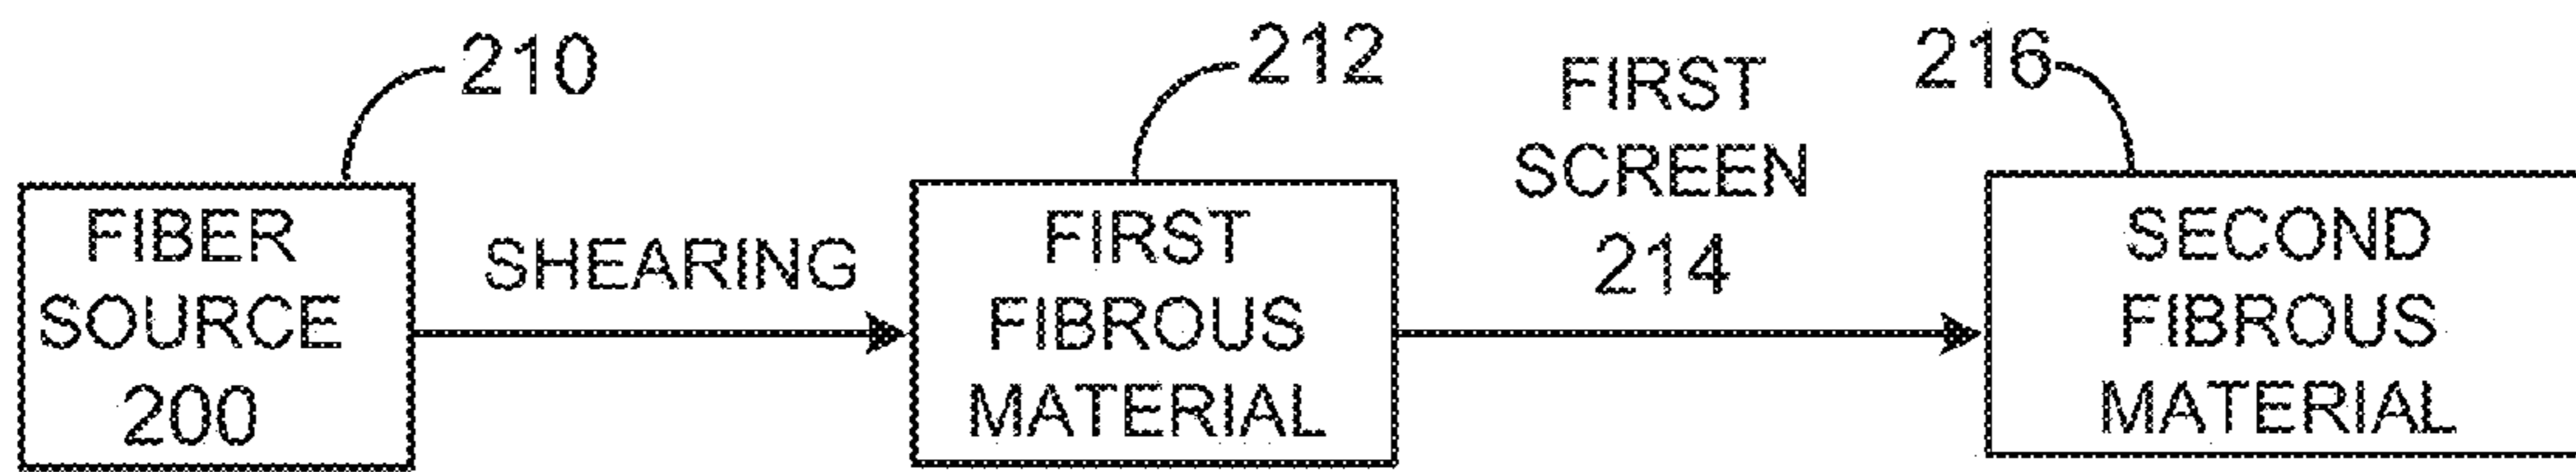 210
212
FIRST
SCREEN
214
216
FIBER
SOURCE
200
SHEARING
FIRST
FIBROUS
MATERIAL
SECOND
FIBROUS
MATERIAL